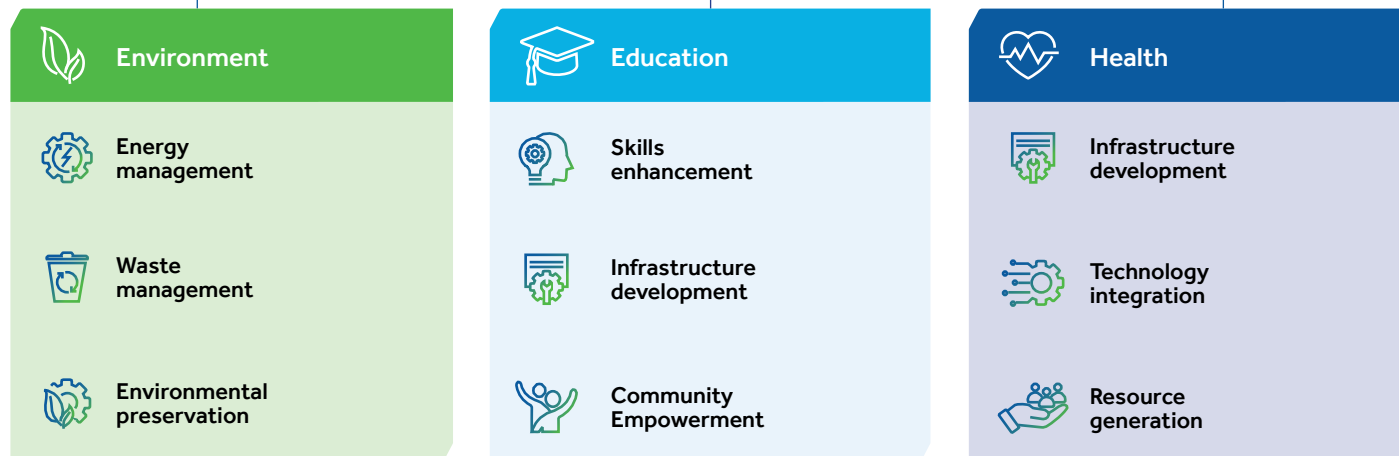 Environment
Energy
management
Waste
management
Environmental
preservation
Education
Skills
enhancement
Infrastructure
development
Community
Empowerment
Health
Infrastructure
development
Technology
integration
Resource
generation